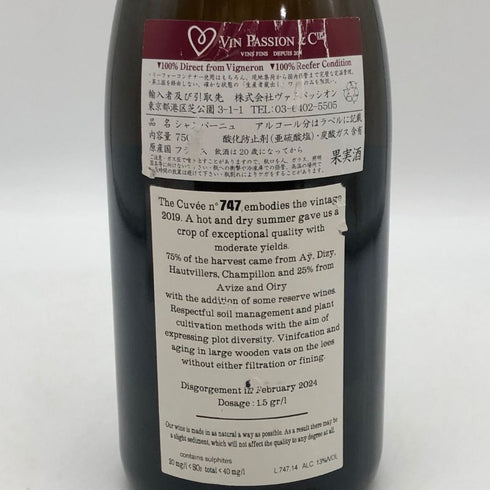 VIN PASSION & Cie
VINS FINS DEPUIS
▼100% Direct from Vigneron ▼100% Reefer Condition
輸入者及び引取先 株式会社ヴァンパッシオン
東京都港区芝公園3-1-1 TEL:03-6402-5505
品名 シャンパーニュ アルコール分はラベルに記載
内容量 750 酸化防止剤(亜硫酸塩)・炭酸ガス含有
原産国 フランス 飲酒は20歳になってから
果実酒
The Cuvée n° 747, embodies the vintage
2019. A hot and dry summer gave us a
crop of exceptional quality with
moderate yields.
75% of the harvest came from Aÿ, Dizy,
Hautvillers, Champillon and 25% from
Avize and Oiry
with the addition of some reserve wines.
Respectful soil management and plant
cultivation methods with the aim of
expressing plot diversity. Vinification and
aging in large wooden vats on the lees
without either filtration or fining.
Disgorgement in February 2024
Dosage : 1.5 gr/l
Our wine is made in as natural a way as possible. As a result there may be
a slight sediment, which will not affect the quality to any degree at all.
contains sulphites
20 mg/l < SO₂ total < 40 mg/l
L 747.14 ALC. 13%VOL